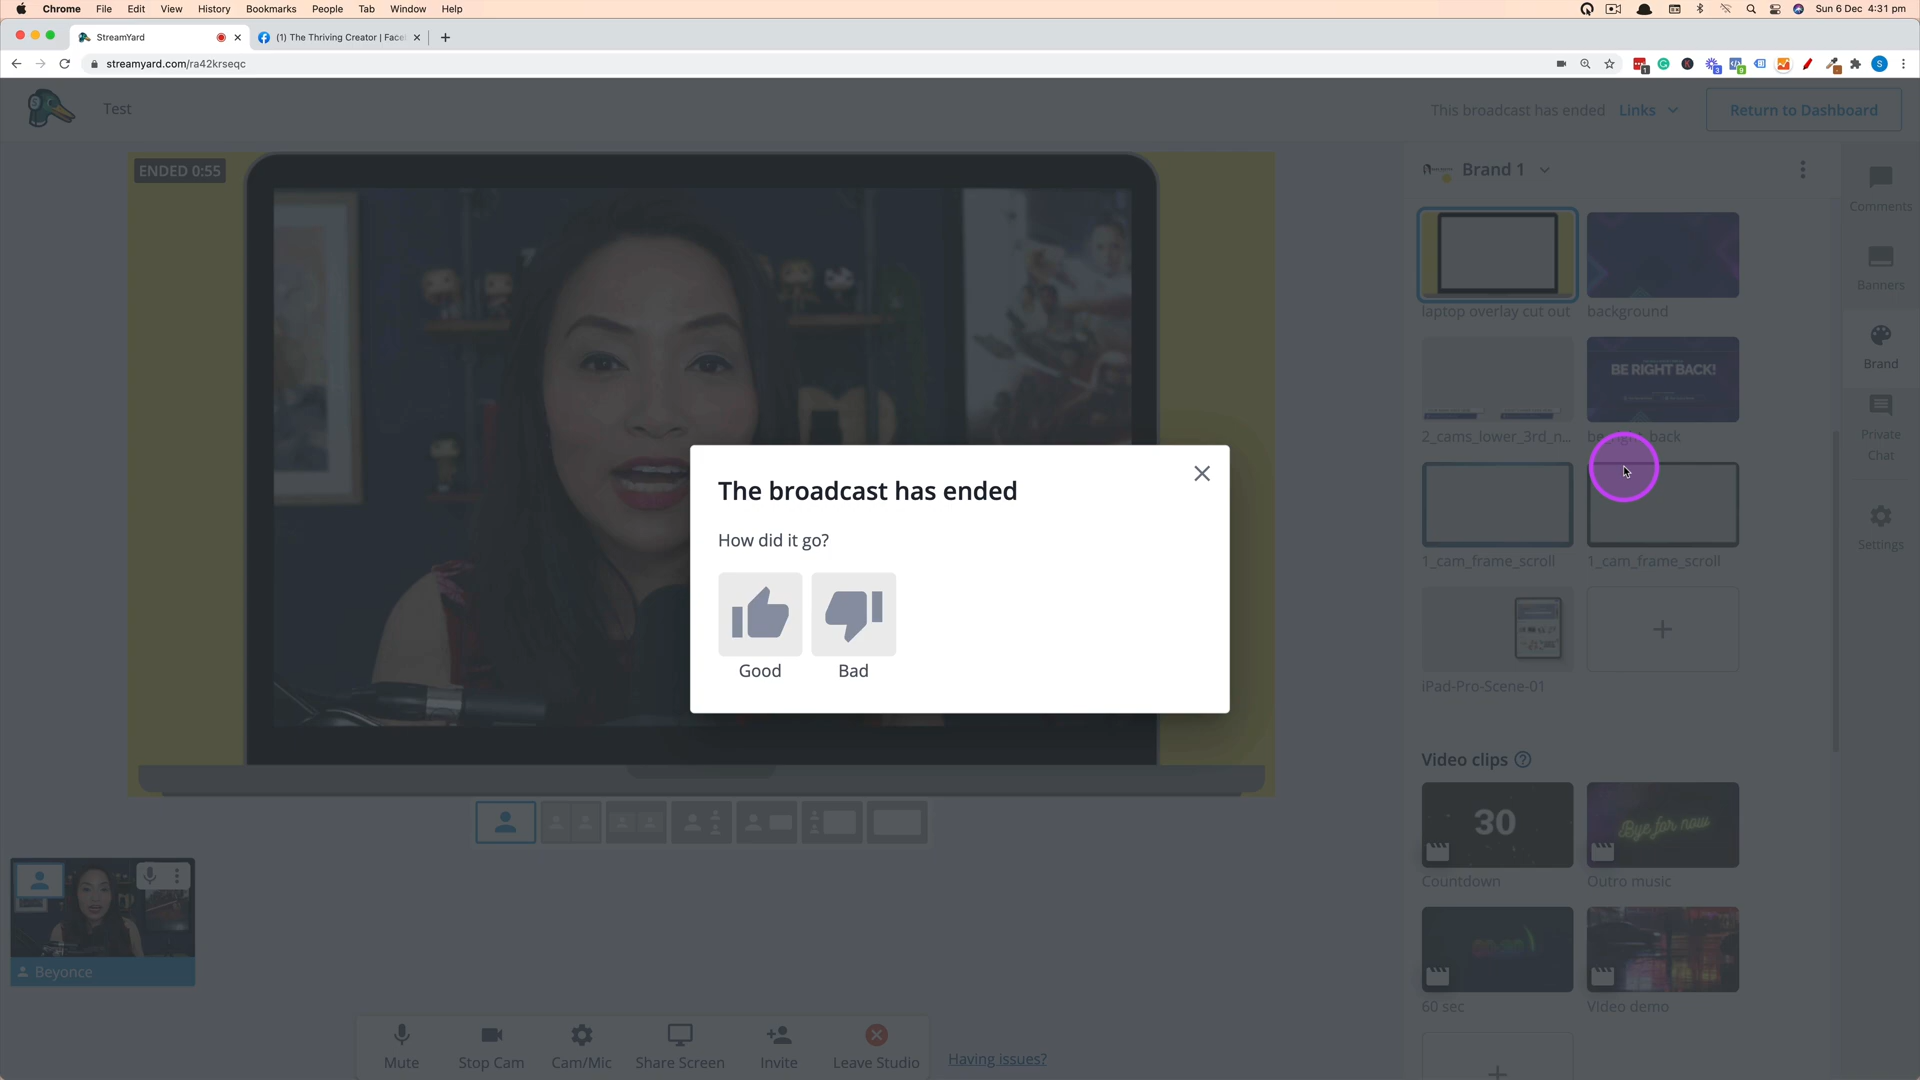 Chrome File Edit View History Bookmarks People Tab Window Help
Sun 6 Dec 4:31 pm
StreamYard
(1) The Thriving Creator | Face
streamyard.com/ra42krseqc
Test
This broadcast has ended
Links
Return to Dashboard
ENDED 0:55
Brand 1
laptop overlay cut out
background
BE RIGHT BACK!
2_cams_lower_3rd_n...
1_cam_frame_scroll
1_cam_frame_scroll
iPad-Pro-Scene-01
Video clips
30
Bye for now
Countdown
Outro music
60 sec
Video demo
Comments
Banners
Brand
Private
Chat
Settings
The broadcast has ended
How did it go?
Good
Bad
Beyonce
Mute
Stop Cam
Cam/Mic
Share Screen
Invite
Leave Studio
Having issues?